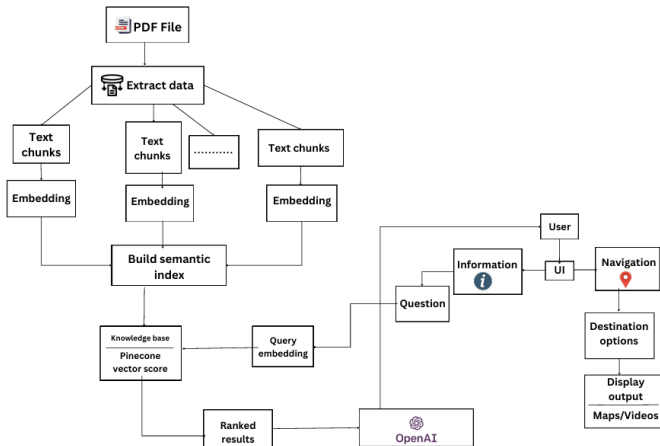 PDF File
Extract data
Text
chunks
Text
chunks
...........
Text chunks
Embedding
Embedding
Embedding
Build semantic
index
User
Information
UI
Navigation
Question
Destination
options
Knowledge base
Pinecone
vector score
Query
embedding
Display
output
Maps/Videos
Ranked
results
OpenAI